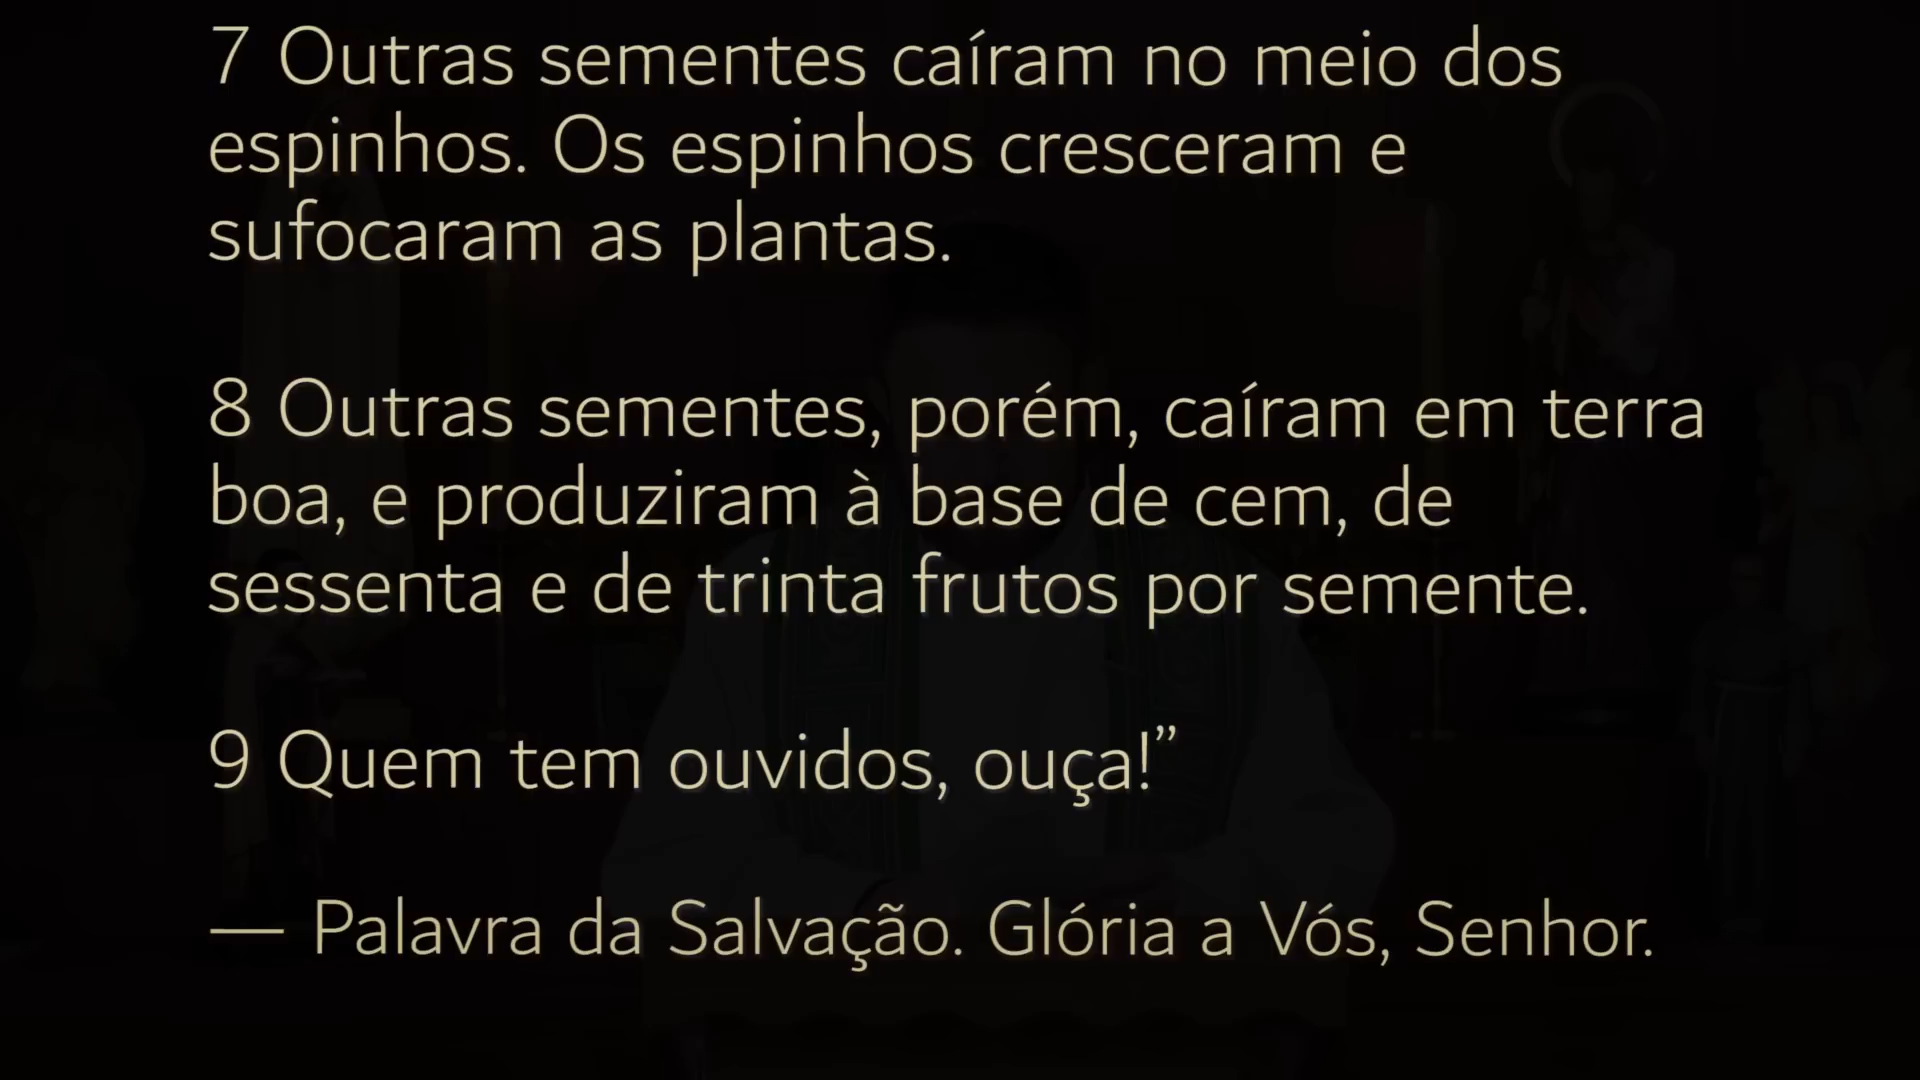 7 Outras sementes caíram no meio dos
espinhos. Os espinhos cresceram e
sufocaram as plantas.
8 Outras sementes, porém, caíram em terra
boa, e produziram à base de cem, de
sessenta e de trinta frutos por semente.
9 Quem tem ouvidos, ouça!”
— Palavra da Salvação. Glória a Vós, Senhor.